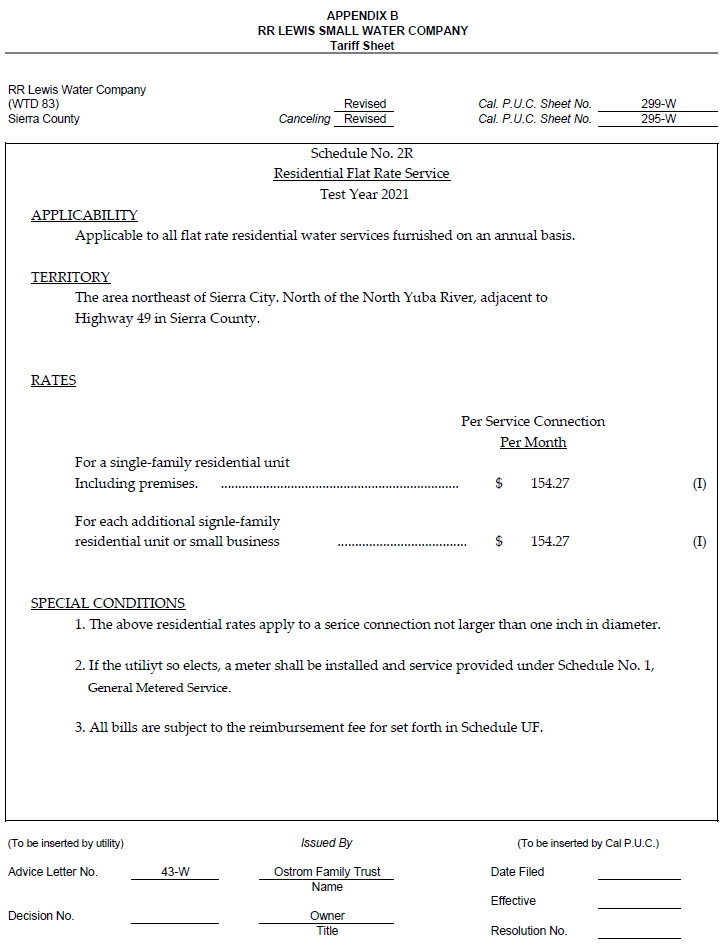 APPENDIX B
RR LEWIS SMALL WATER COMPANY
Tariff Sheet
RR Lewis Water Company
(WTD 83) Revised Cal. P.U.C. Sheet No. 299-W
Sierra County Canceling Revised Cal. P.U.C. Sheet No. 295-W
Schedule No. 2R
Residential Flat Rate Service
Test Year 2021
APPLICABILITY
Applicable to all flat rate residential water services furnished on an annual basis.
TERRITORY
The area northeast of Sierra City. North of the North Yuba River, adjacent to
Highway 49 in Sierra County.
RATES
Per Service Connection
Per Month
For a single-family residential unit
Including premises. .................................................................... $ 154.27 (I)
For each additional signle-family
residential unit or small business ..................................... $ 154.27 (I)
SPECIAL CONDITIONS
1. The above residential rates apply to a serice connection not larger than one inch in diameter.
2. If the utiliyt so elects, a meter shall be installed and service provided under Schedule No. 1,
General Metered Service.
3. All bills are subject to the reimbursement fee for set forth in Schedule UF.
(To be inserted by utility) Issued By (To be inserted by Cal P.U.C.)
Advice Letter No. 43-W Ostrom Family Trust Date Filed
Name
Effective
Decision No. Owner
Title Resolution No.